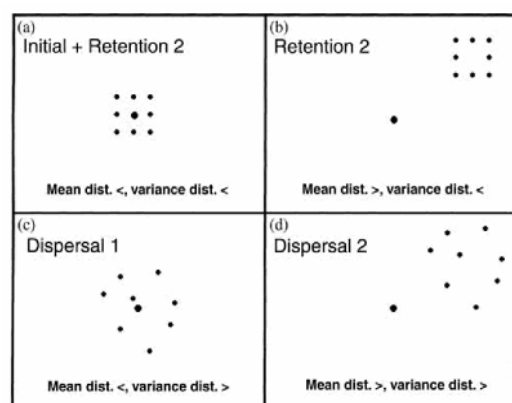 (a)
Initial + Retention 2
Mean dist. <, variance dist. <
(b)
Retention 2
Mean dist. >, variance dist. <
(c)
Dispersal 1
Mean dist. <, variance dist. >
(d)
Dispersal 2
Mean dist. >, variance dist. >